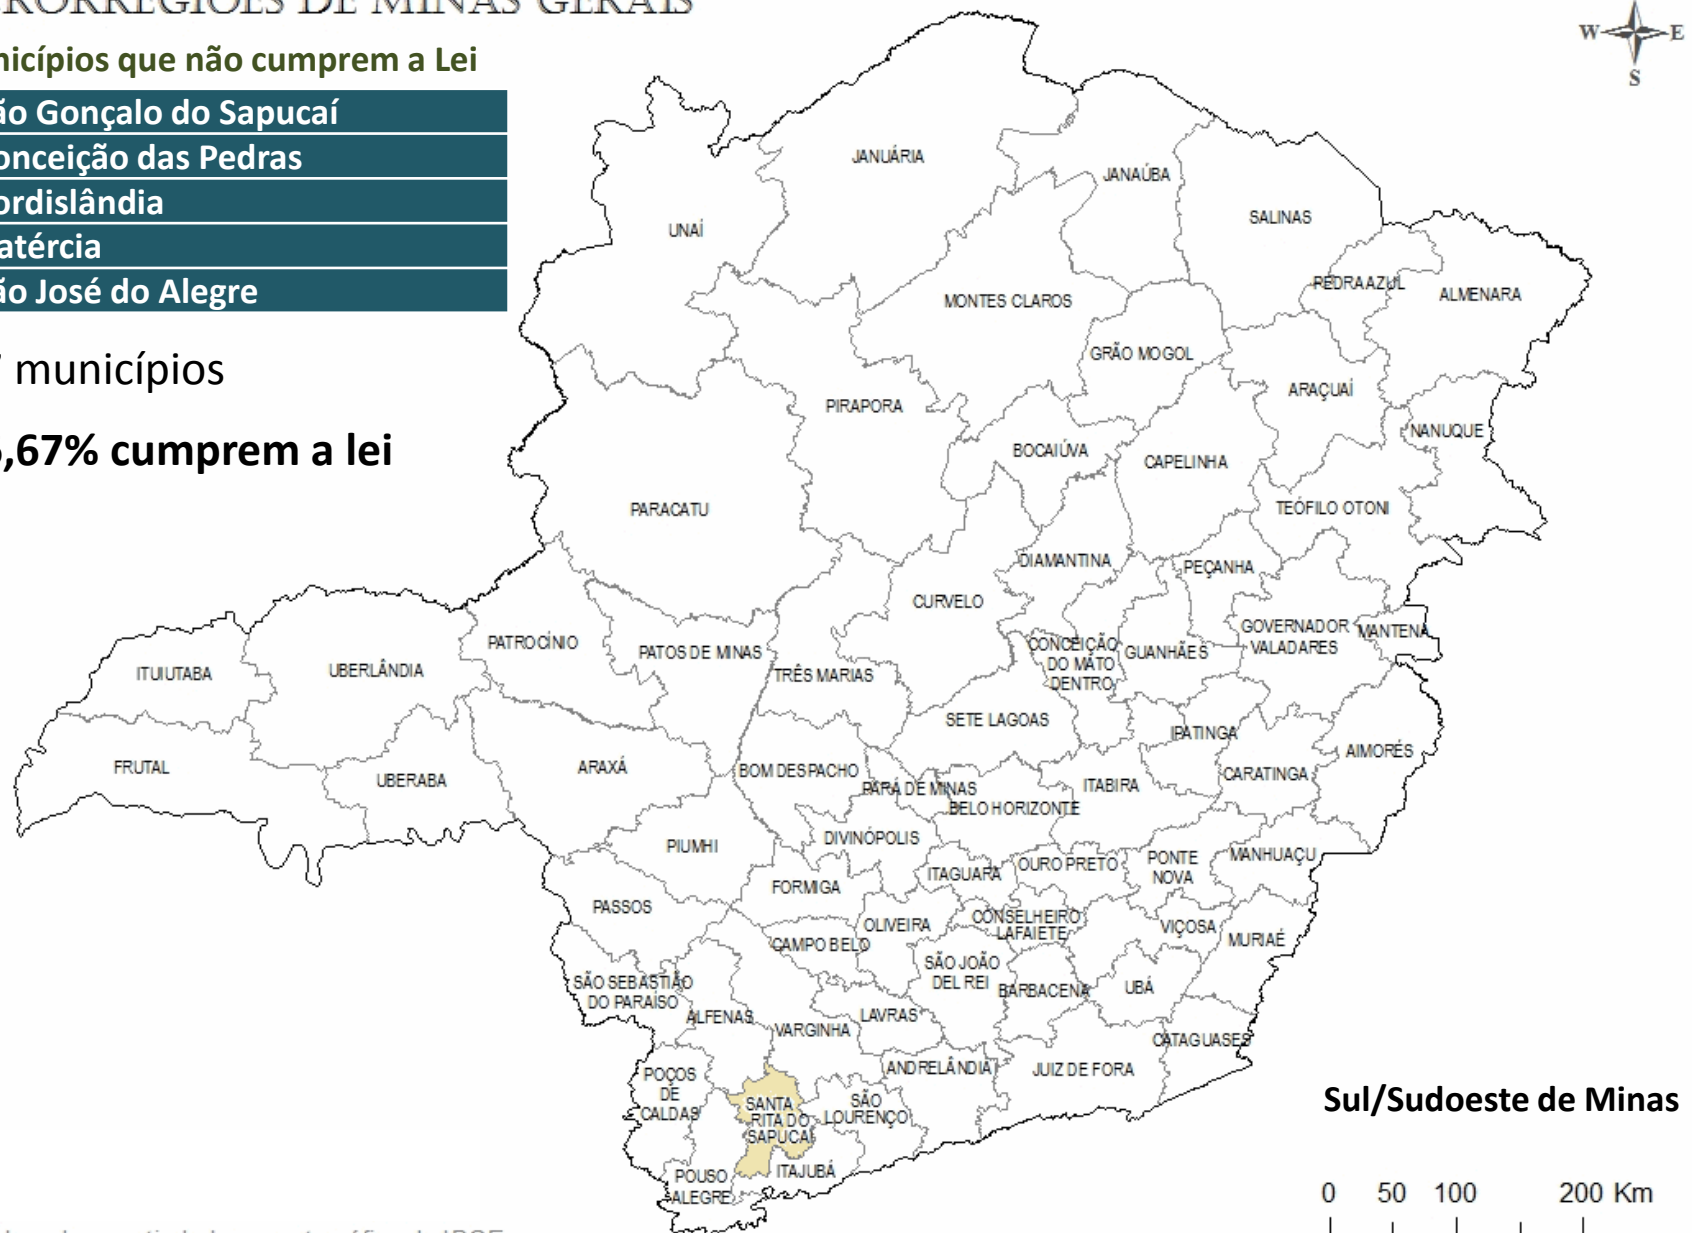 RORREGIÕES DE MINAS GERAIS
nicípios que não cumprem a Lei
ão Gonçalo do Sapucaí
onceição das Pedras
ordislândia
atércia
ão José do Alegre
municípios
,67% cumprem a lei
W E
S
JANUÁRIA
JANAÚBA
SALINAS
UNAÍ
PEDRA AZUL
ALMENARA
MONTES CLAROS
GRÃO MOGOL
ARAÇUAÍ
PIRAPORA
NANUQUE
BOCAIÚVA
CAPELINHA
PARACATU
TEÓFILO OTONI
DIAMANTINA
PEÇANHA
CURVELO
GOVERNADOR
VALADARES
MANTENA
PATROCÍNIO
PATOS DE MINAS
CONCEIÇÃO
DO MATO
DENTRO
GUANHÃES
ITUIUTABA
UBERLÂNDIA
TRÊS MARIAS
SETE LAGOAS
IPATINGA
AIMORÉS
FRUTAL
UBERABA
ARAXÁ
BOM DESPACHO
PARÁ DE MINAS
BELO HORIZONTE
ITABIRA
CARATINGA
PIUMHI
DIVINÓPOLIS
ITAGUARA
OURO PRETO
PONTE
NOVA
MANHUAÇU
FORMIGA
PASSOS
OLIVEIRA
CONSELHEIRO
LAFAIETE
VIÇOSA
MURIAÉ
CAMPO BELO
SÃO JOÃO
DEL REI
BARBACENA
UBÁ
SÃO SEBASTIÃO
DO PARAÍSO
ALFENAS
VARGINHA
LAVRAS
CATAGUASES
ANDRELÂNDIA
JUIZ DE FORA
POÇOS
DE
CALDAS
SANTA
RITA DO
SAPUCAÍ
SÃO
LOURENÇO
Sul/Sudoeste de Minas
POUSO
ALEGRE
ITAJUBÁ
0 50 100 200 Km